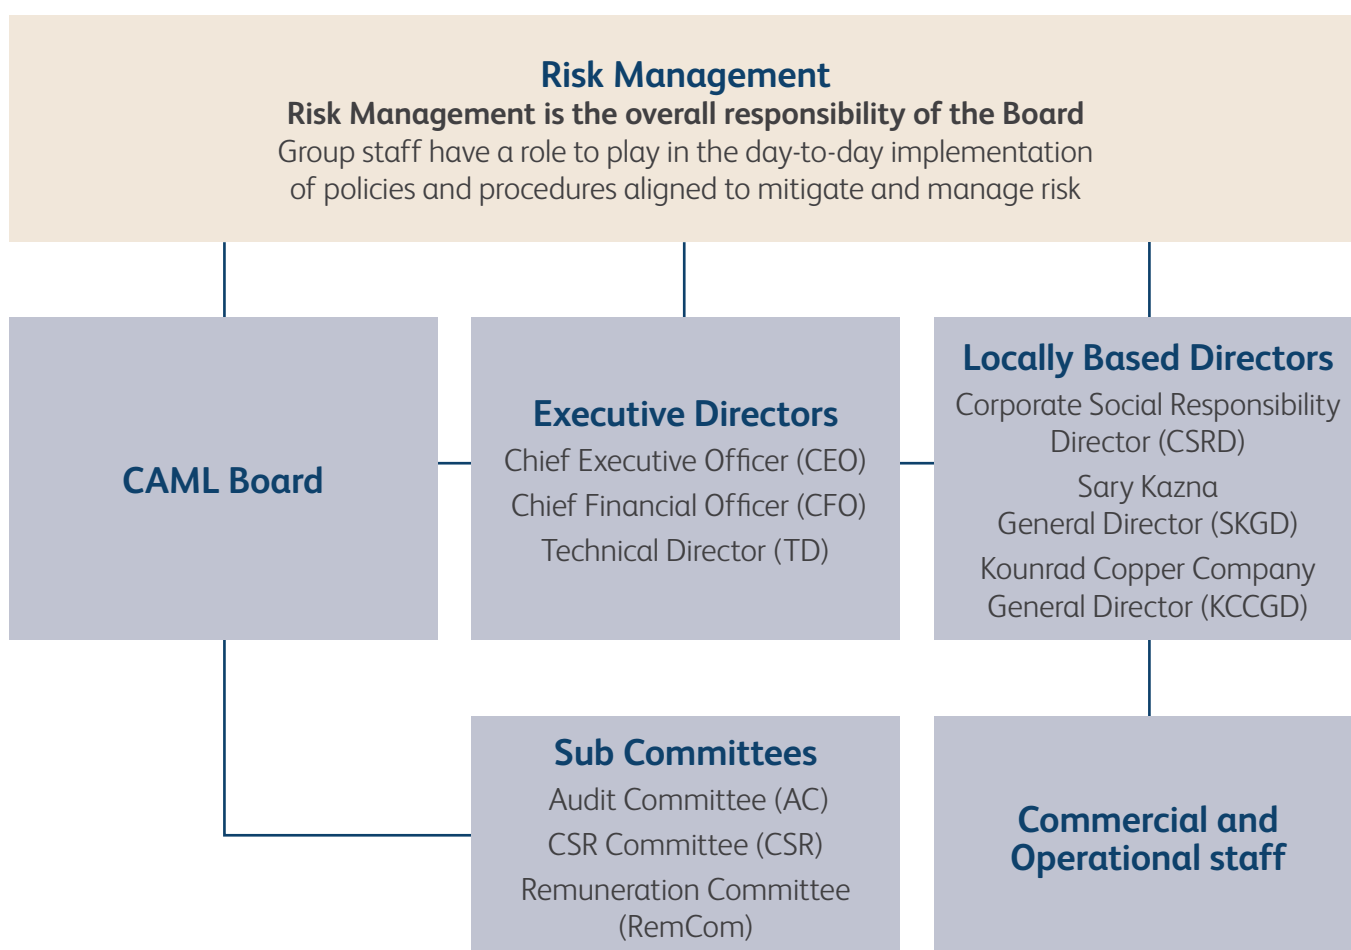 Risk Management
Risk Management is the overall responsibility of the Board
Group staff have a role to play in the day-to-day implementation
of policies and procedures aligned to mitigate and manage risk
CAML Board
Executive Directors
Chief Executive Officer (CEO)
Chief Financial Officer (CFO)
Technical Director (TD)
Locally Based Directors
Corporate Social Responsibility
Director (CSRD)
Sary Kazna
General Director (SKGD)
Kounrad Copper Company
General Director (KCCGD)
Sub Committees
Audit Committee (AC)
CSR Committee (CSR)
Remuneration Committee
(RemCom)
Commercial and
Operational staff